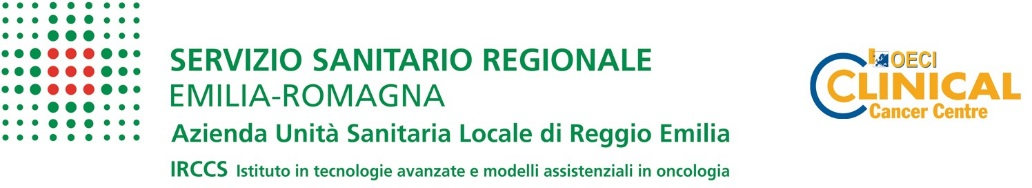 SERVIZIO SANITARIO REGIONALE
EMILIA-ROMAGNA
Azienda Unità Sanitaria Locale di Reggio Emilia
IRCCS Istituto in tecnologie avanzate e modelli assistenziali in oncologia
OECI
CLINICAL
Cancer Centre